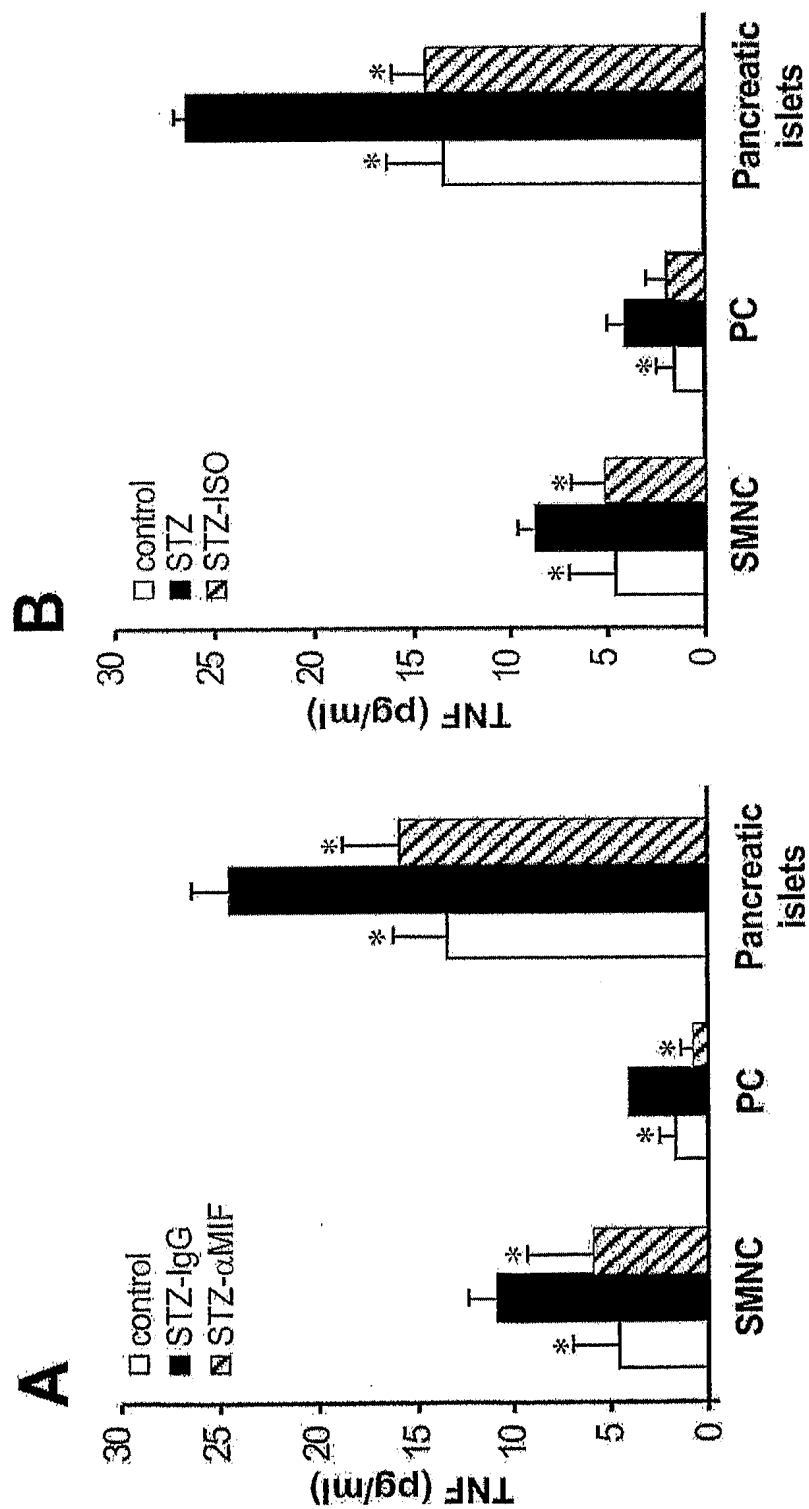 A
control
STZ-IgG
STZ-αMIF
30
25
20
15
10
5
0
TNF (pg/ml)
*
*
*
*
*
*
SMNC
PC
Pancreatic
islets
B
control
STZ
STZ-ISO
30
25
20
15
10
5
0
TNF (pg/ml)
*
*
*
*
*
SMNC
PC
Pancreatic
islets